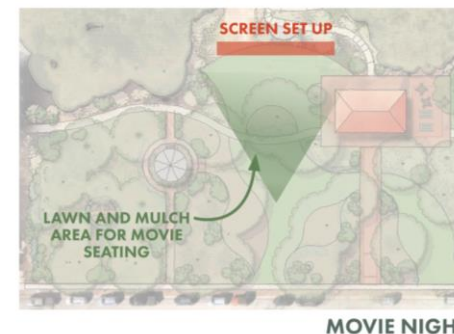 SCREEN SET UP
LAWN AND MULCH
AREA FOR MOVIE
SEATING
MOVIE NIGH